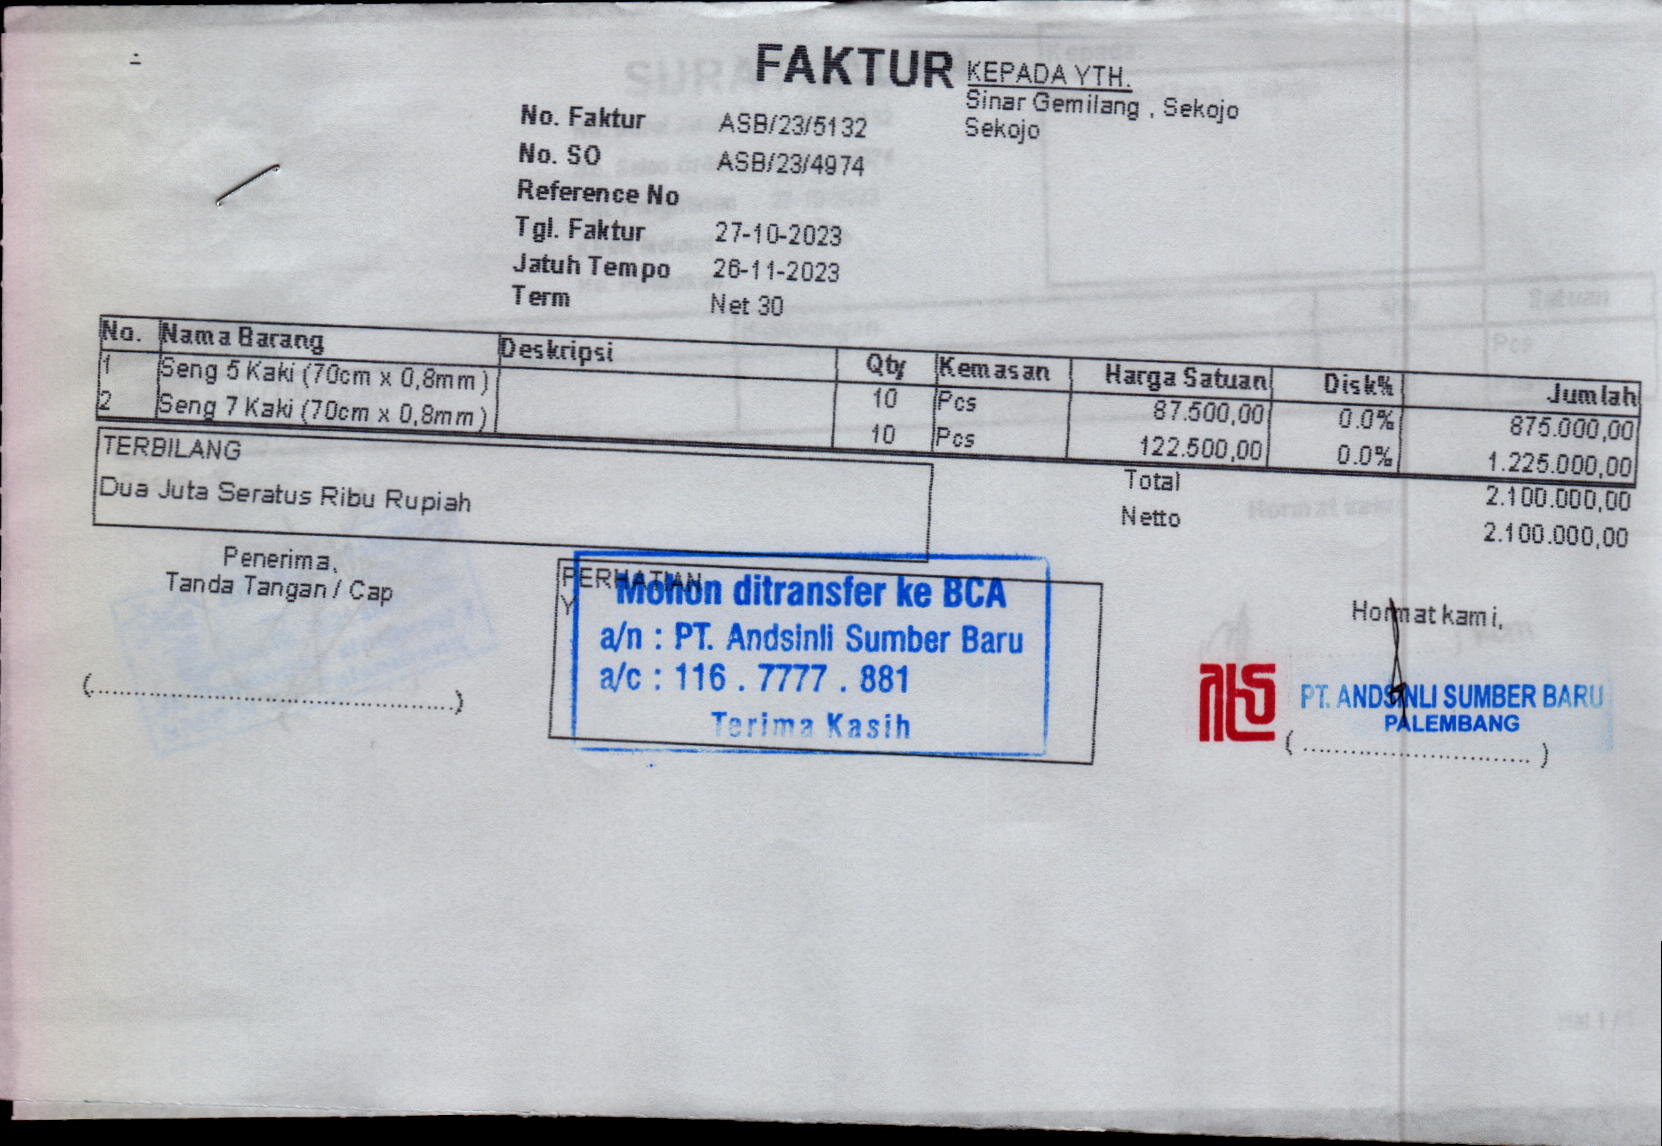 FAKTUR
KEPADA YTH.
Sinar Gemilang , Sekojo
Sekojo
No. Faktur ASB/23/5132
No. SO ASB/23/4974
Reference No
Tgl. Faktur 27-10-2023
Jatuh Tempo 26-11-2023
Term Net 30
No. Nama Barang Deskripsi Qty Kemasan Harga Satuan Disk% Jumlah
1 Seng 5 Kaki (70cm x 0,8mm) 10 Pcs 87.500,00 0.0% 875.000,00
2 Seng 7 Kaki (70cm x 0,8mm) 10 Pcs 122.500,00 0.0% 1.225.000,00
TERBILANG
Dua Juta Seratus Ribu Rupiah
Total 2.100.000,00
Netto 2.100.000,00
Penerima,
Tanda Tangan / Cap
(........................................)
PERHATIAN
Y
Mohon ditransfer ke BCA
a/n : PT. Andsinli Sumber Baru
a/c : 116 . 7777 . 881
Terima Kasih
Hormat kami,
PT. ANDSINLI SUMBER BARU
PALEMBANG
( ............................... )